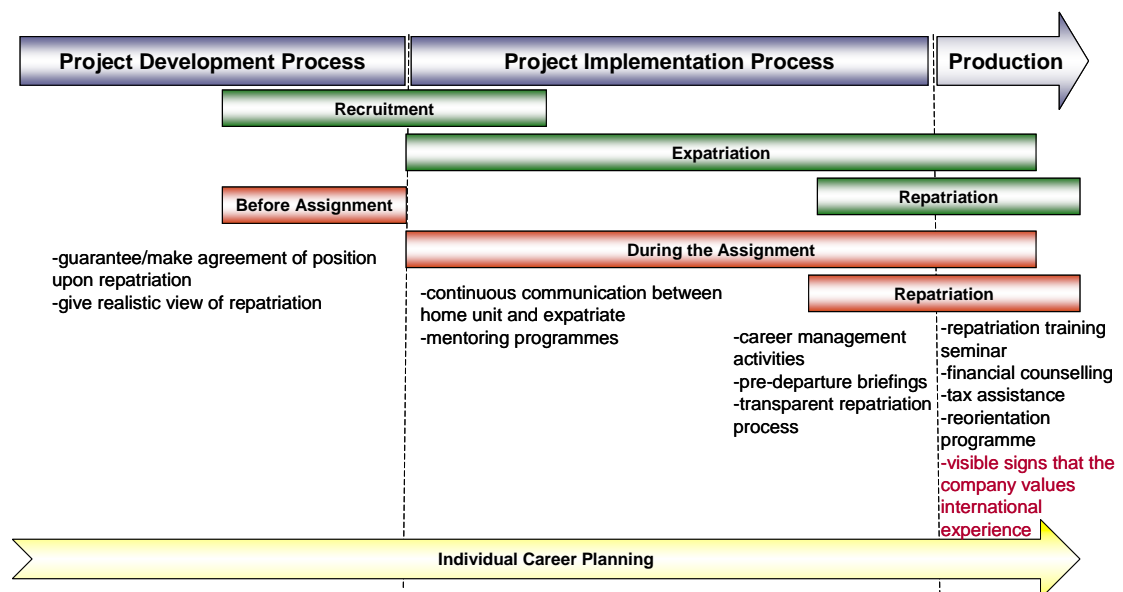 Project Development Process
Project Implementation Process
Production
Recruitment
Expatriation
Repatriation
Before Assignment
During the Assignment
Repatriation
-guarantee/make agreement of position
upon repatriation
-give realistic view of repatriation
-continuous communication between
home unit and expatriate
-mentoring programmes
-career management
activities
-pre-departure briefings
-transparent repatriation
process
-repatriation training
seminar
-financial counselling
-tax assistance
-reorientation
programme
-visible signs that the
company values
international
experience
Individual Career Planning